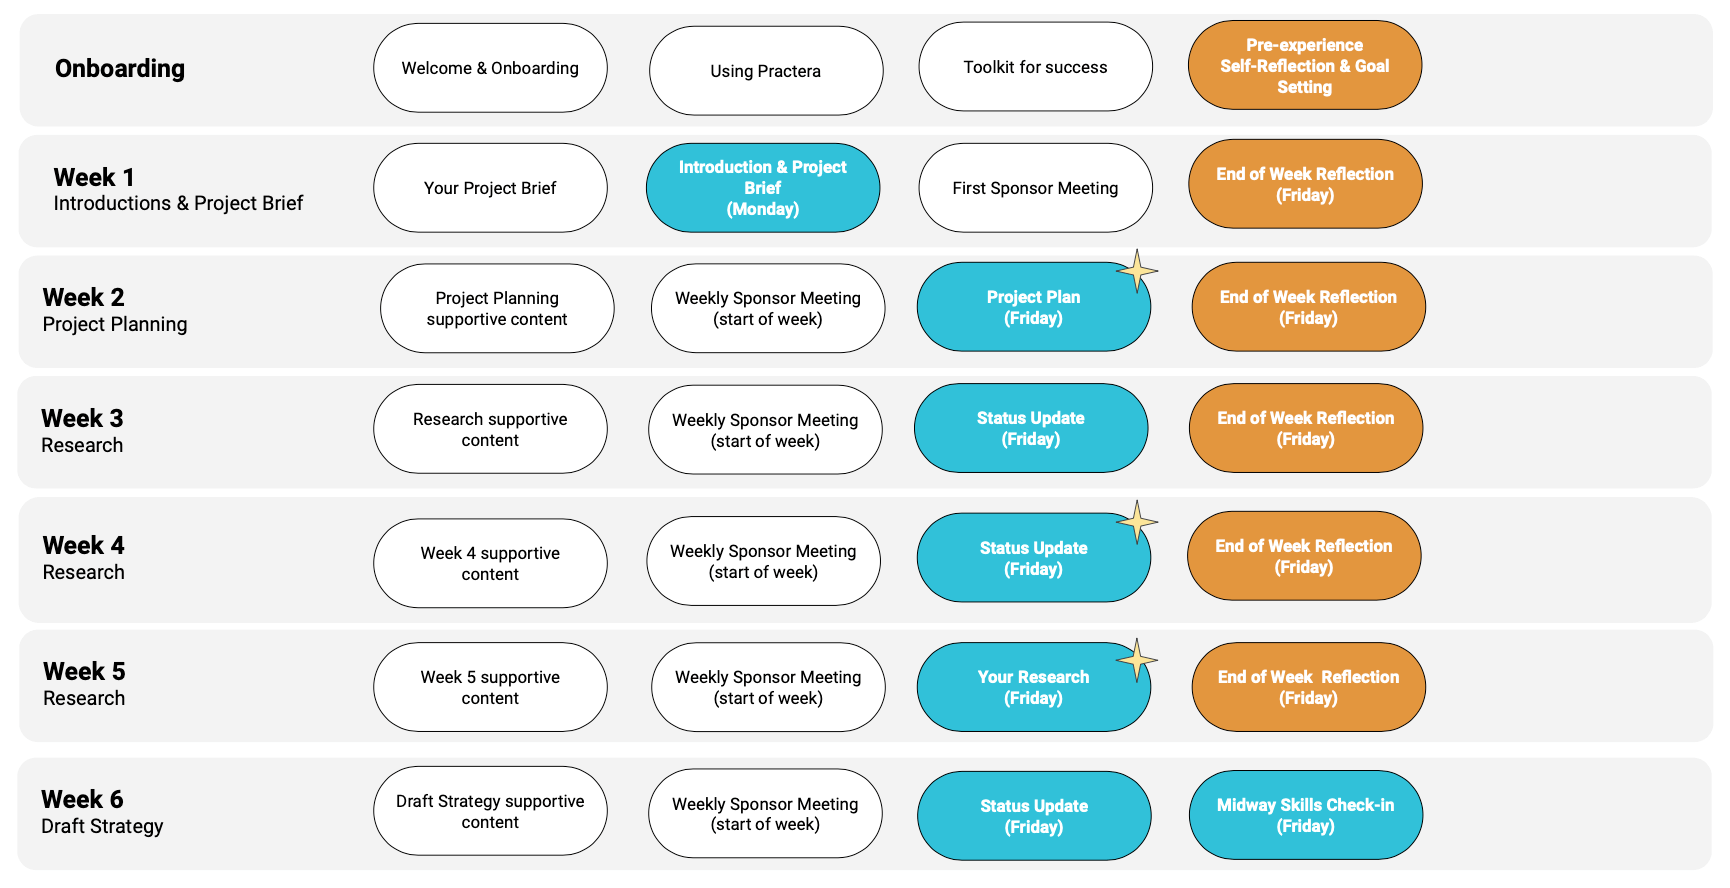 Onboarding
Welcome & Onboarding
Using Practera
Toolkit for success
Pre-experience
Self-Reflection & Goal
Setting
Week 1
Introductions & Project Brief
Your Project Brief
Introduction & Project
Brief
(Monday)
First Sponsor Meeting
End of Week Reflection
(Friday)
Week 2
Project Planning
Project Planning
supportive content
Weekly Sponsor Meeting
(start of week)
Project Plan
(Friday)
End of Week Reflection
(Friday)
Week 3
Research
Research supportive
content
Weekly Sponsor Meeting
(start of week)
Status Update
(Friday)
End of Week Reflection
(Friday)
Week 4
Research
Week 4 supportive
content
Weekly Sponsor Meeting
(start of week)
Status Update
(Friday)
End of Week Reflection
(Friday)
Week 5
Research
Week 5 supportive
content
Weekly Sponsor Meeting
(start of week)
Your Research
(Friday)
End of Week  Reflection
(Friday)
Week 6
Draft Strategy
Draft Strategy supportive
content
Weekly Sponsor Meeting
(start of week)
Status Update
(Friday)
Midway Skills Check-in
(Friday)